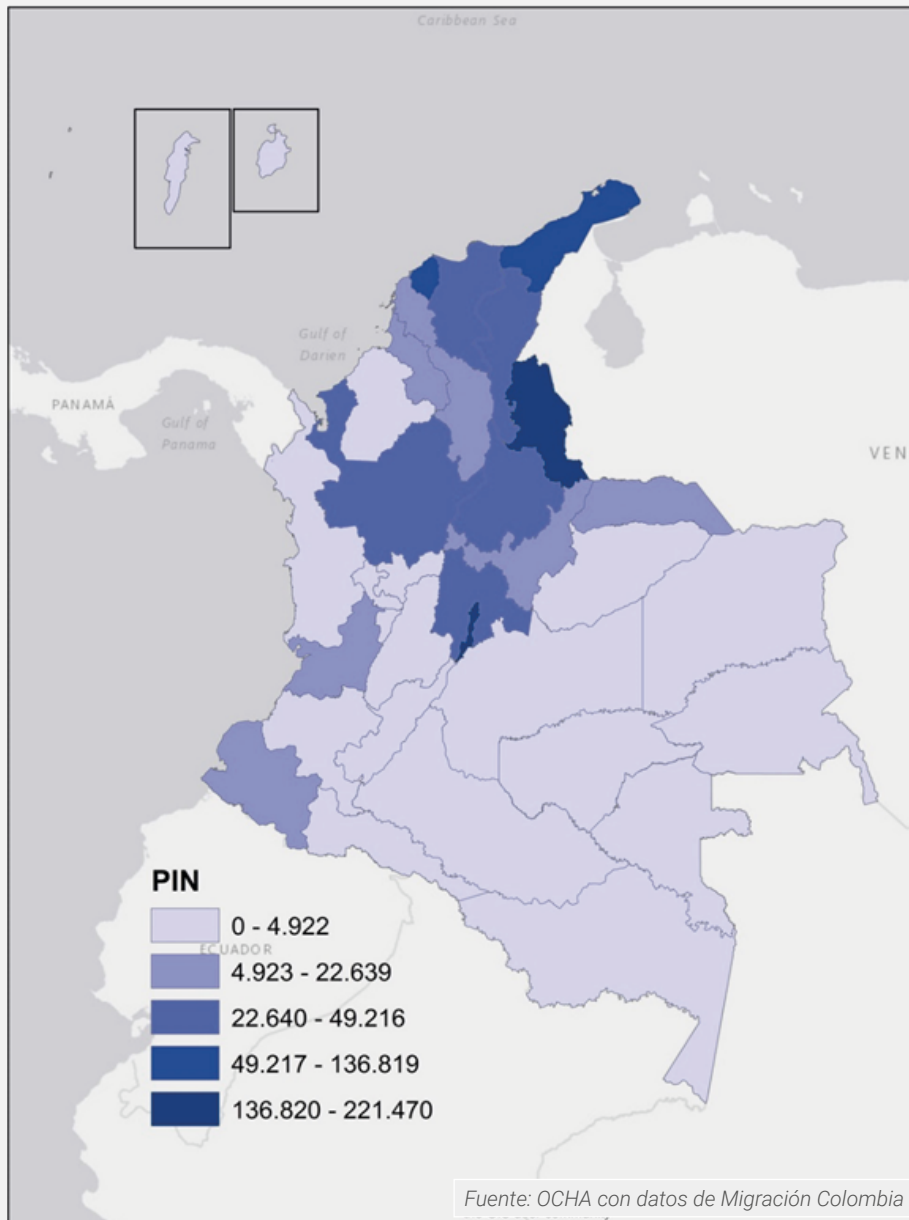 Caribbean Sea
Gulf of
Darien
PANAMÁ
Gulf of
Panama
VEN
PIN
0 - 4.922
ECUADOR
4.923 - 22.639
22.640 - 49.216
49.217 - 136.819
136.820 - 221.470
Fuente: OCHA con datos de Migración Colombia